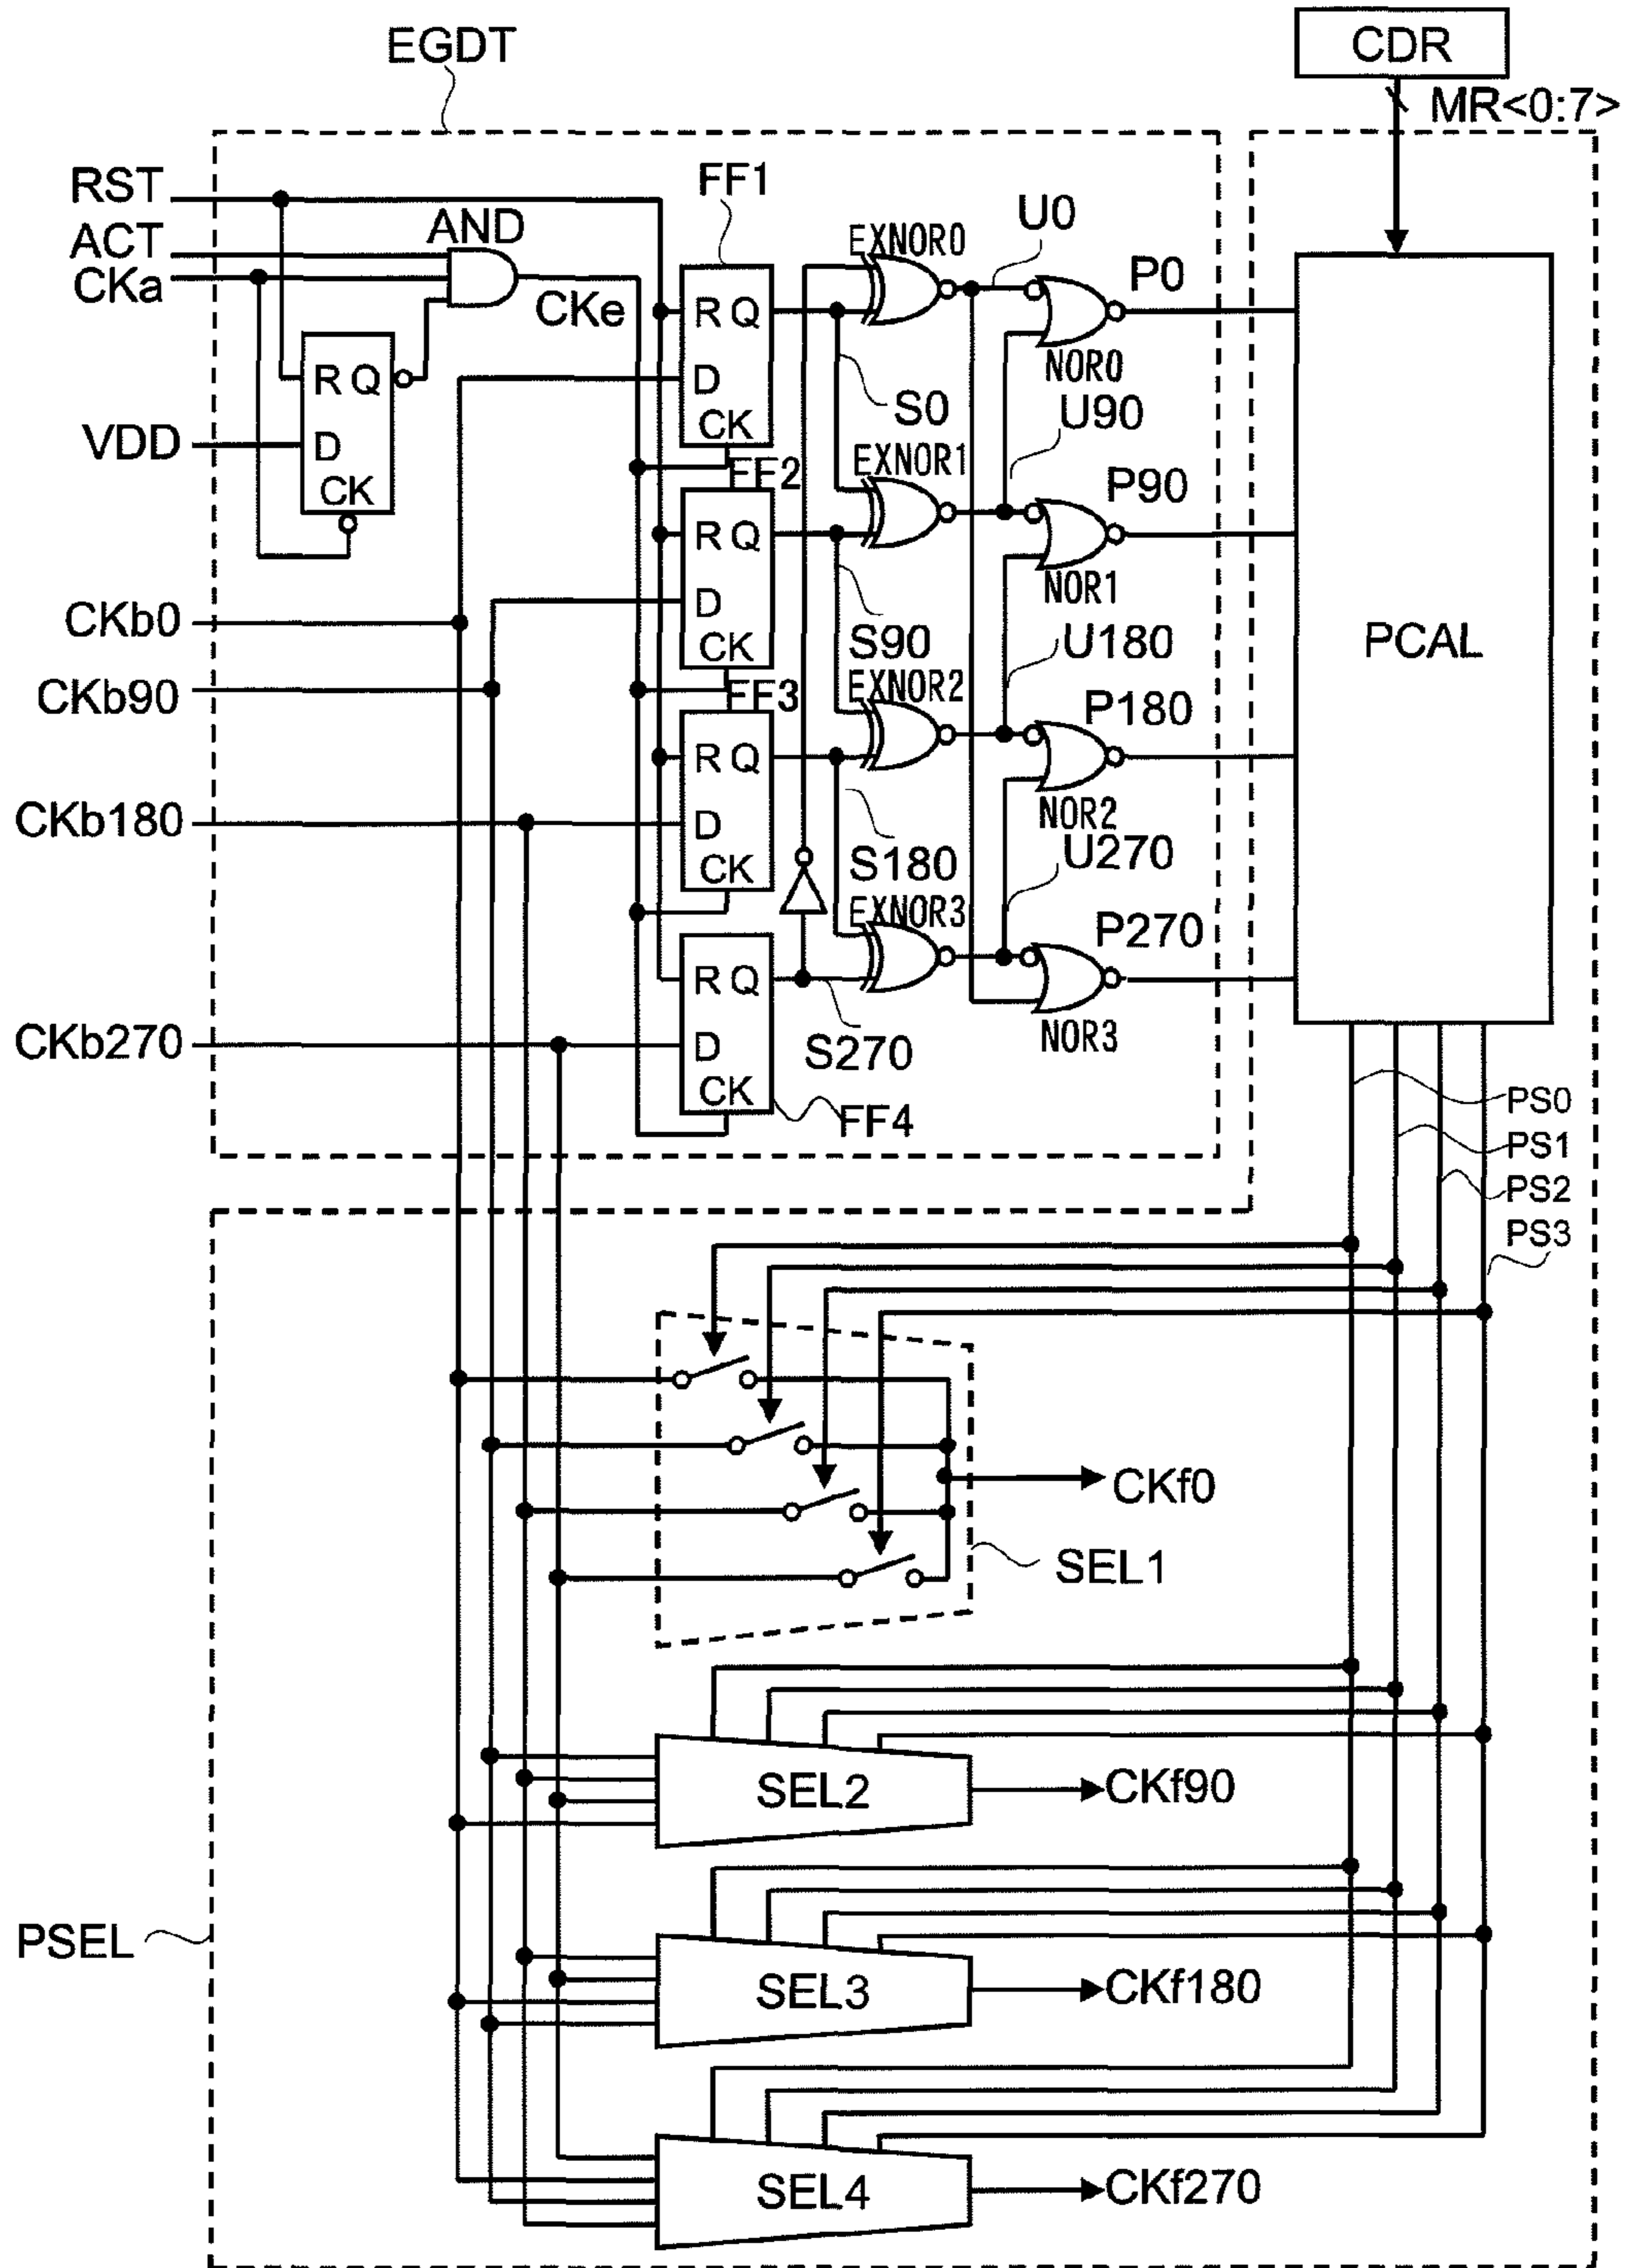 EGDT
CDR
MR<0:7>
RST
ACT
CKa
AND
CKe
FF1
EXNOR0
U0
P0
R Q
D
CK
NOR0
S0
U90
VDD
R Q
D
CK
FF2
EXNOR1
P90
R Q
D
CK
NOR1
CKb0
S90
U180
PCAL
CKb90
FF3
EXNOR2
P180
R Q
D
CK
NOR2
CKb180
S180
U270
EXNOR3
P270
R Q
D
CK
NOR3
CKb270
S270
FF4
PS0
PS1
PS2
PS3
CKf0
SEL1
SEL2
CKf90
PSEL
SEL3
CKf180
SEL4
CKf270